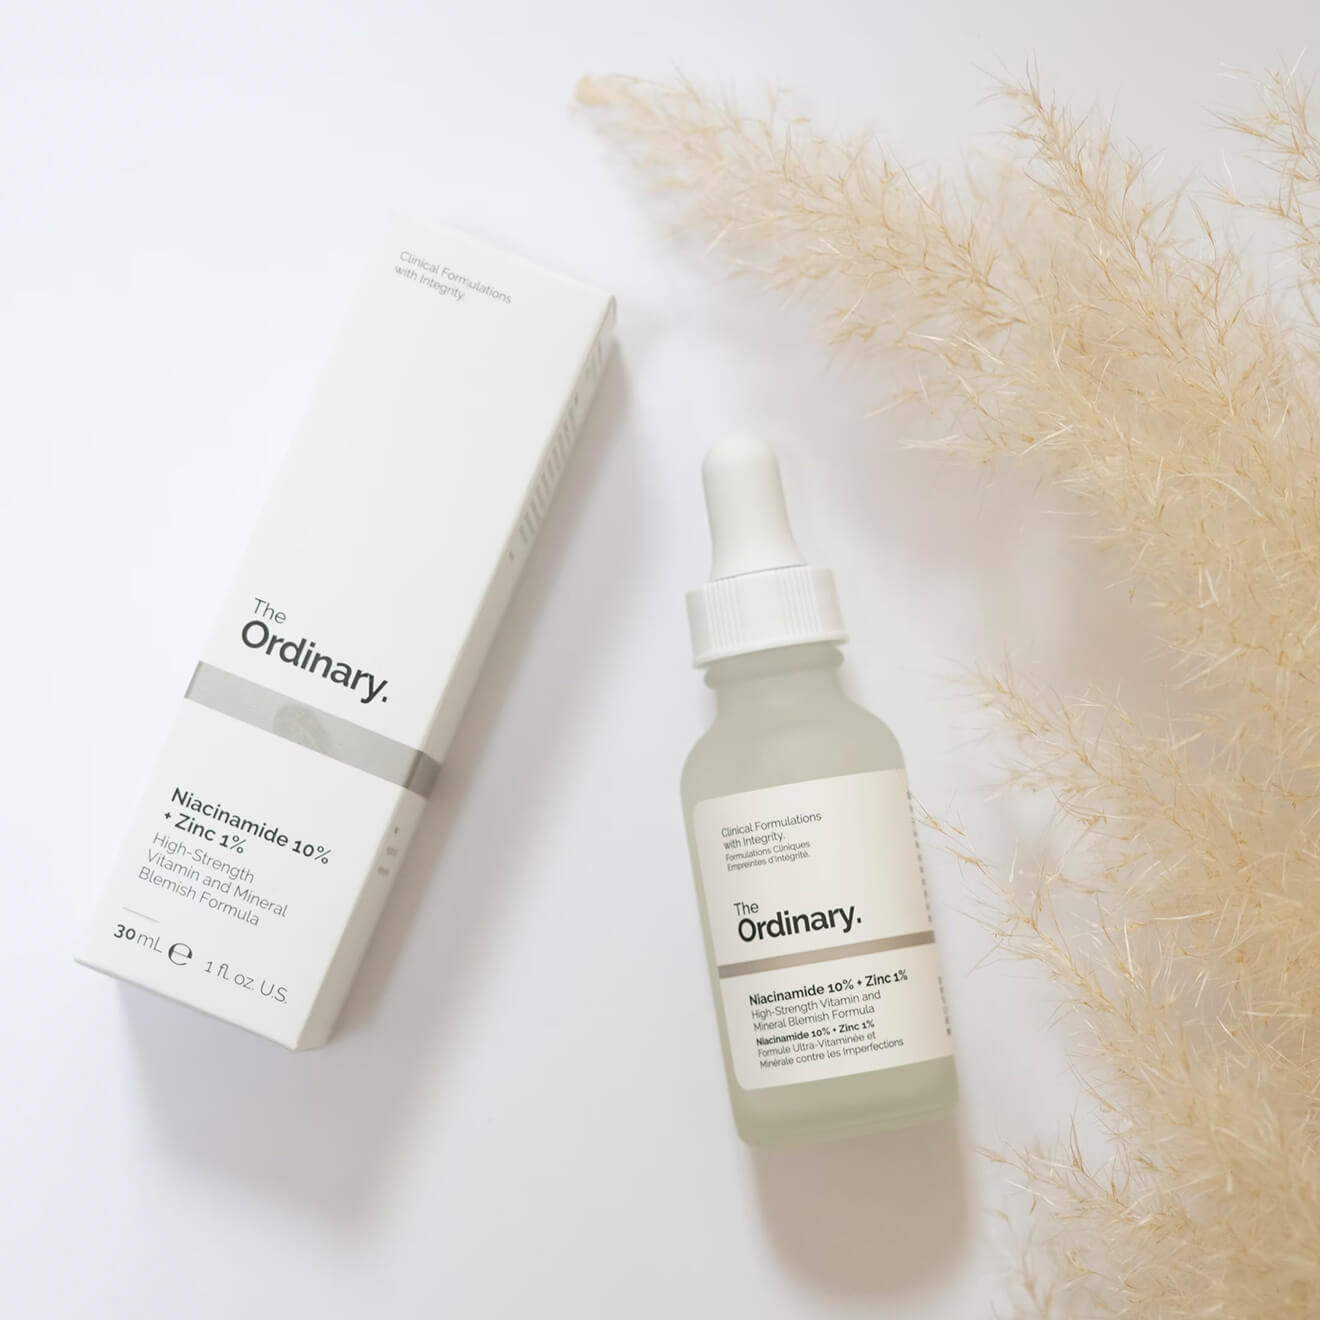 Clinical Formulations
with Integrity.
The
Ordinary.
Niacinamide 10%
+ Zinc 1%
High-Strength
Vitamin and Mineral
Blemish Formula
30 mL ℮ 1 fl. oz. U.S.
Clinical Formulations
with Integrity.
Formulations Cliniques
Empreintes d'Intégrité.
The
Ordinary.
Niacinamide 10% + Zinc 1%
High-Strength Vitamin and
Mineral Blemish Formula
Niacinamide 10% + Zinc 1%
Formule Ultra-Vitaminée et
Minérale contre les Imperfections